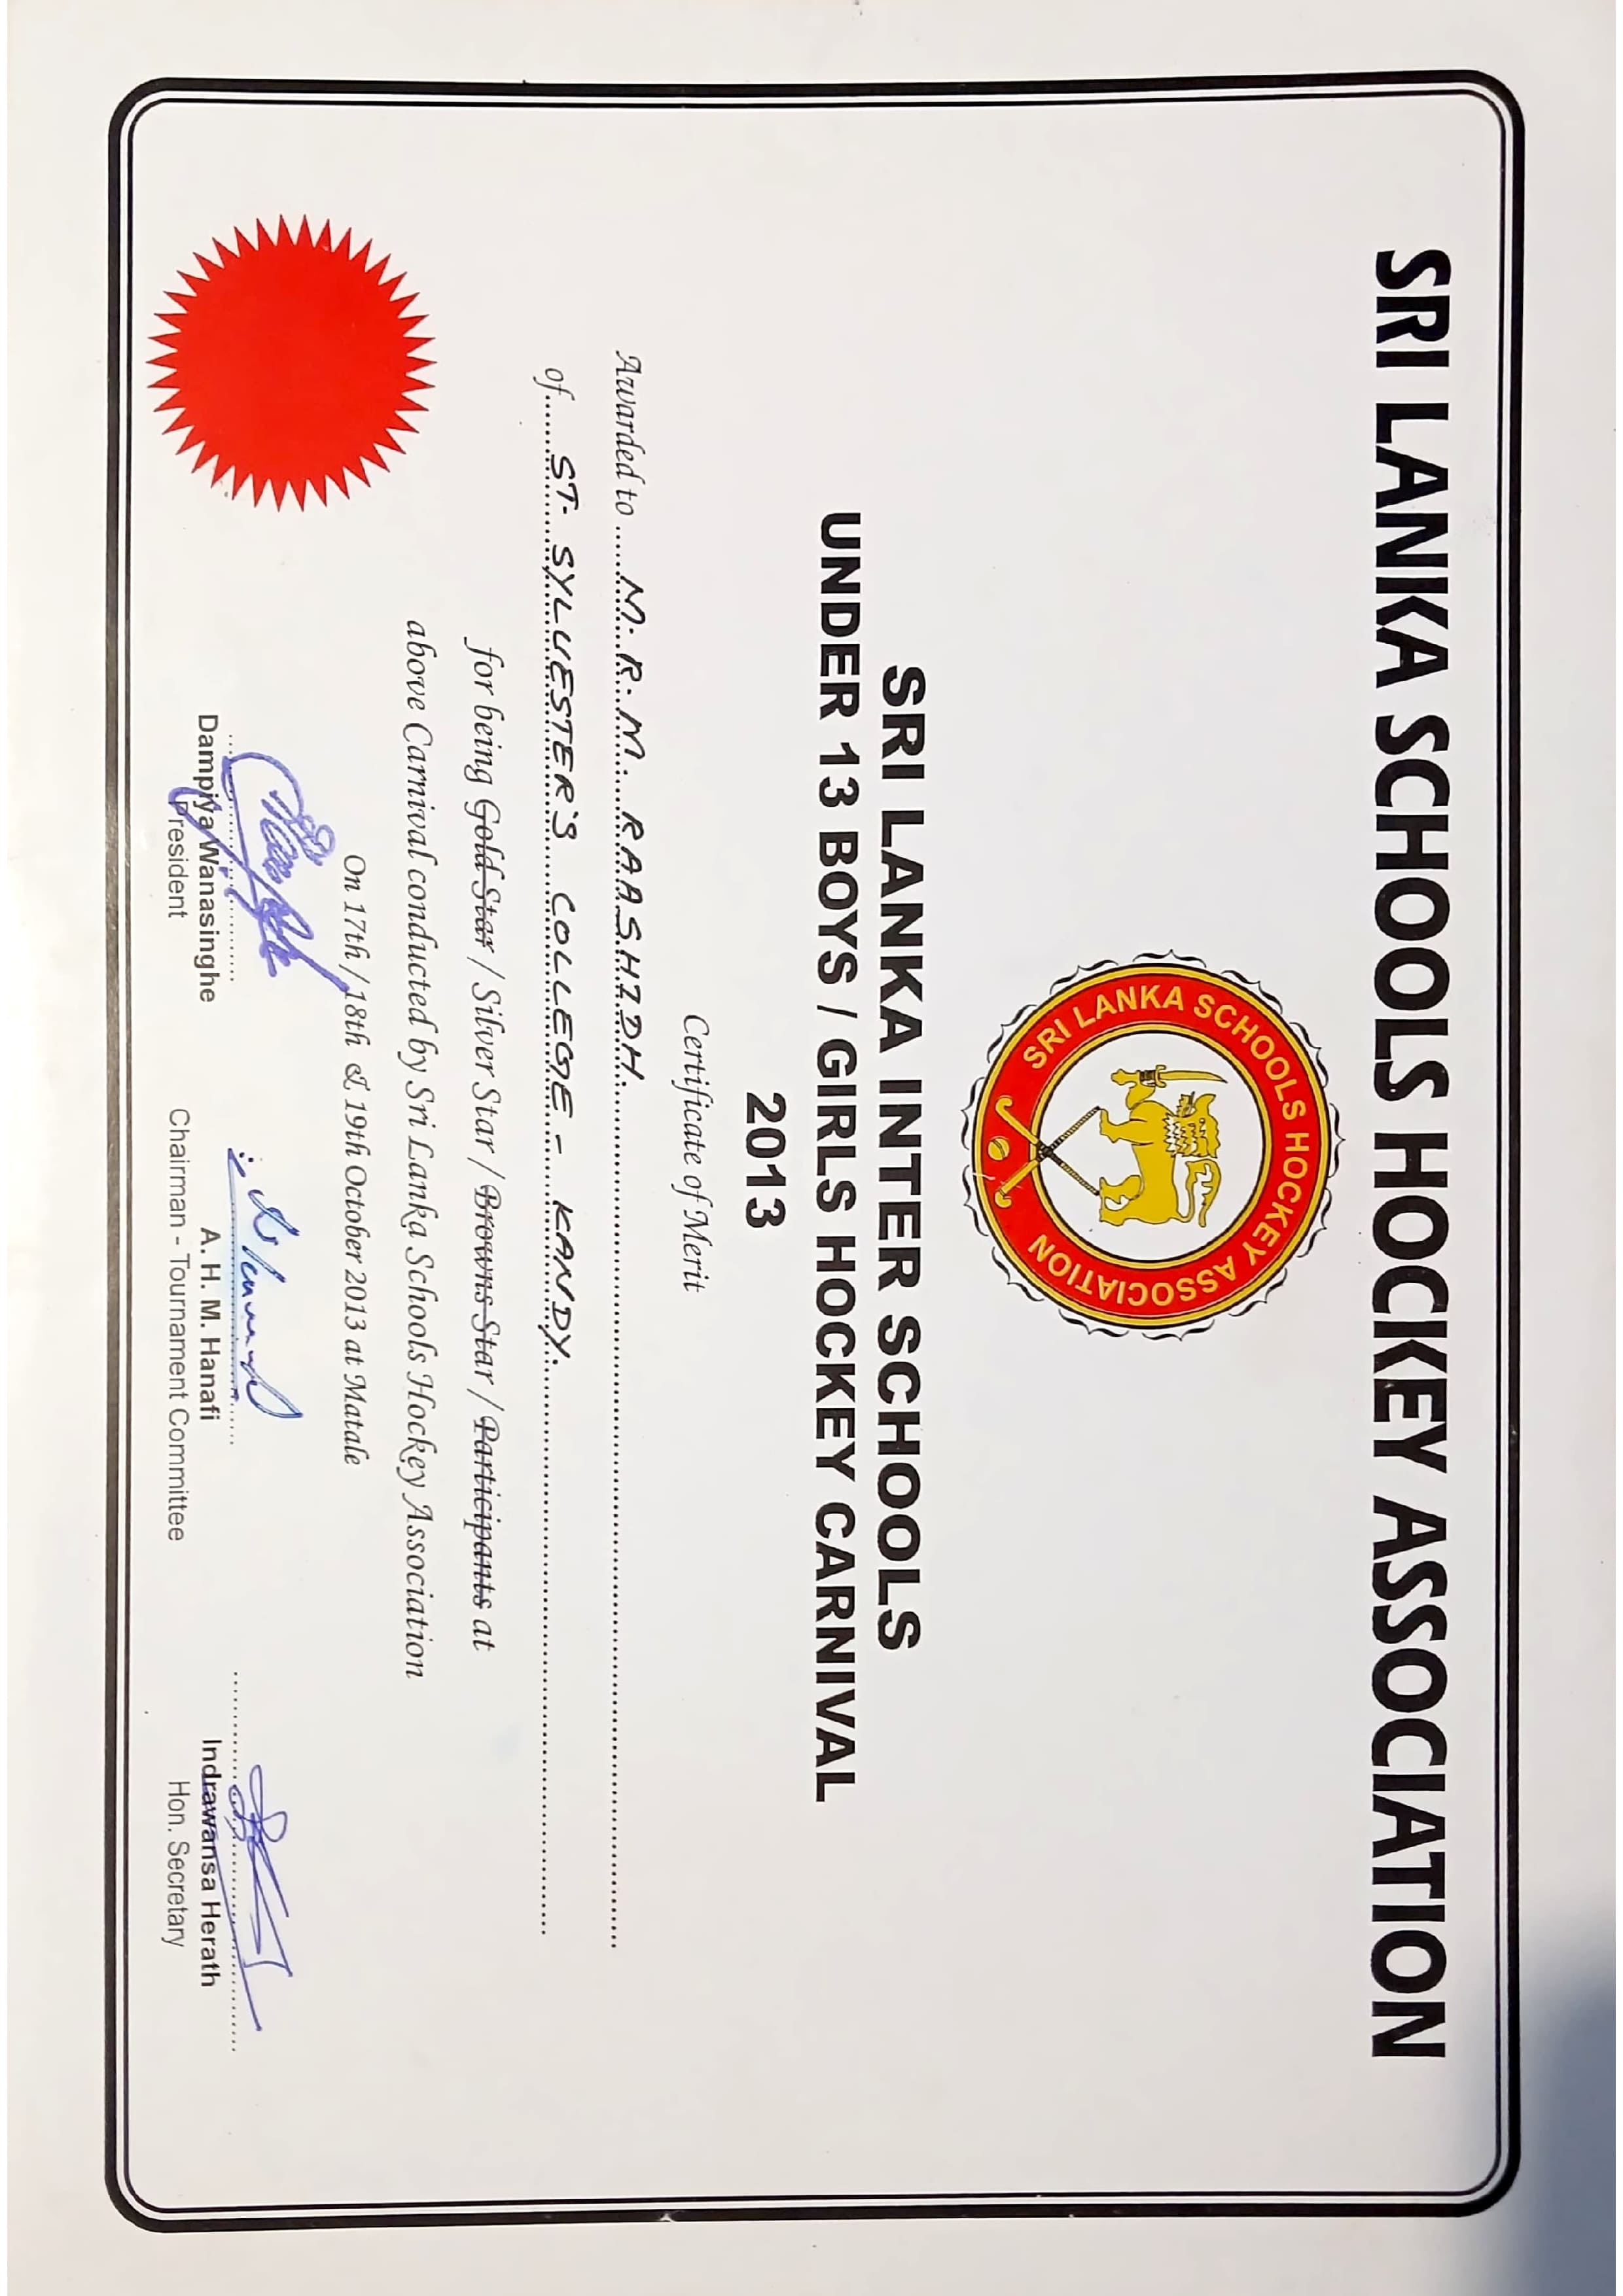 SRI LANKA SCHOOLS HOCKEY ASSOCIATION
SRI LANKA SCHOOLS HOCKEY ASSOCIATION
SRI LANKA INTER SCHOOLS
UNDER 13 BOYS / GIRLS HOCKEY CARNIVAL
2013
Certificate of Merit
Awarded to M. R. M. RAASHIDH.
of ST. SYLVESTER'S COLLEGE - KANDY.
for being Gold Star / Silver Star / Browns Star / Participants at
above Carnival conducted by Sri Lanka Schools Hockey Association
On 17th / 18th & 19th October 2013 at Matale
Dampiya Wanasinghe
President
A. H. M. Hanafi
Chairman - Tournament Committee
Indrawansa Herath
Hon. Secretary